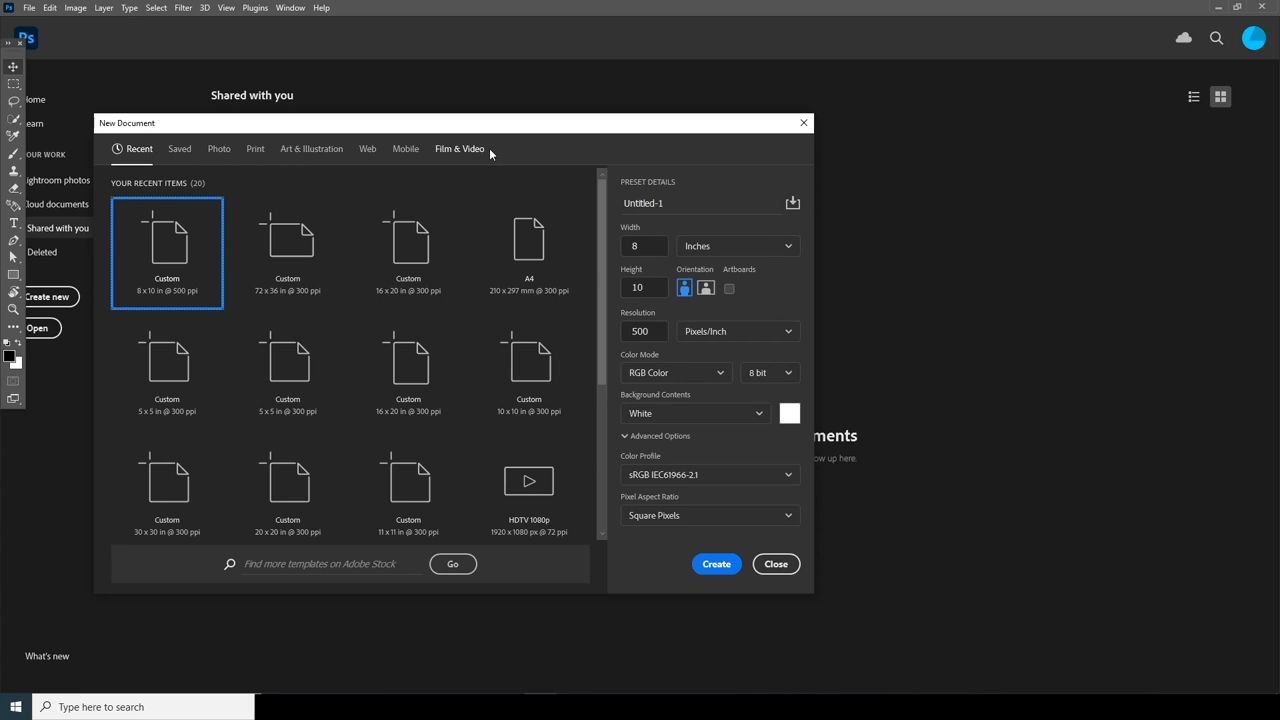 Ps File Edit Image Layer Type Select Filter 3D View Plugins Window Help
Ps
Shared with you
ome
earn
OUR WORK
ightroom photos
loud documents
Shared with you
Deleted
reate new
Open
What's new
New Document
Recent Saved Photo Print Art & Illustration Web Mobile Film & Video
YOUR RECENT ITEMS (20)
Custom
8 x 10 in @ 500 ppi
Custom
72 x 36 in @ 300 ppi
Custom
16 x 20 in @ 300 ppi
A4
210 x 297 mm @ 300 ppi
Custom
5 x 5 in @ 300 ppi
Custom
5 x 5 in @ 300 ppi
Custom
16 x 20 in @ 300 ppi
Custom
10 x 10 in @ 300 ppi
Custom
30 x 30 in @ 300 ppi
Custom
20 x 20 in @ 300 ppi
Custom
11 x 11 in @ 300 ppi
HDTV 1080p
1920 x 1080 px @ 72 ppi
Find more templates on Adobe Stock
Go
PRESET DETAILS
Untitled-1
Width
8 Inches
Height Orientation Artboards
10
Resolution
500 Pixels/Inch
Color Mode
RGB Color 8 bit
Background Contents
White
Advanced Options
Color Profile
sRGB IEC61966-2.1
Pixel Aspect Ratio
Square Pixels
Create Close
ments
ow up here.
Type here to search